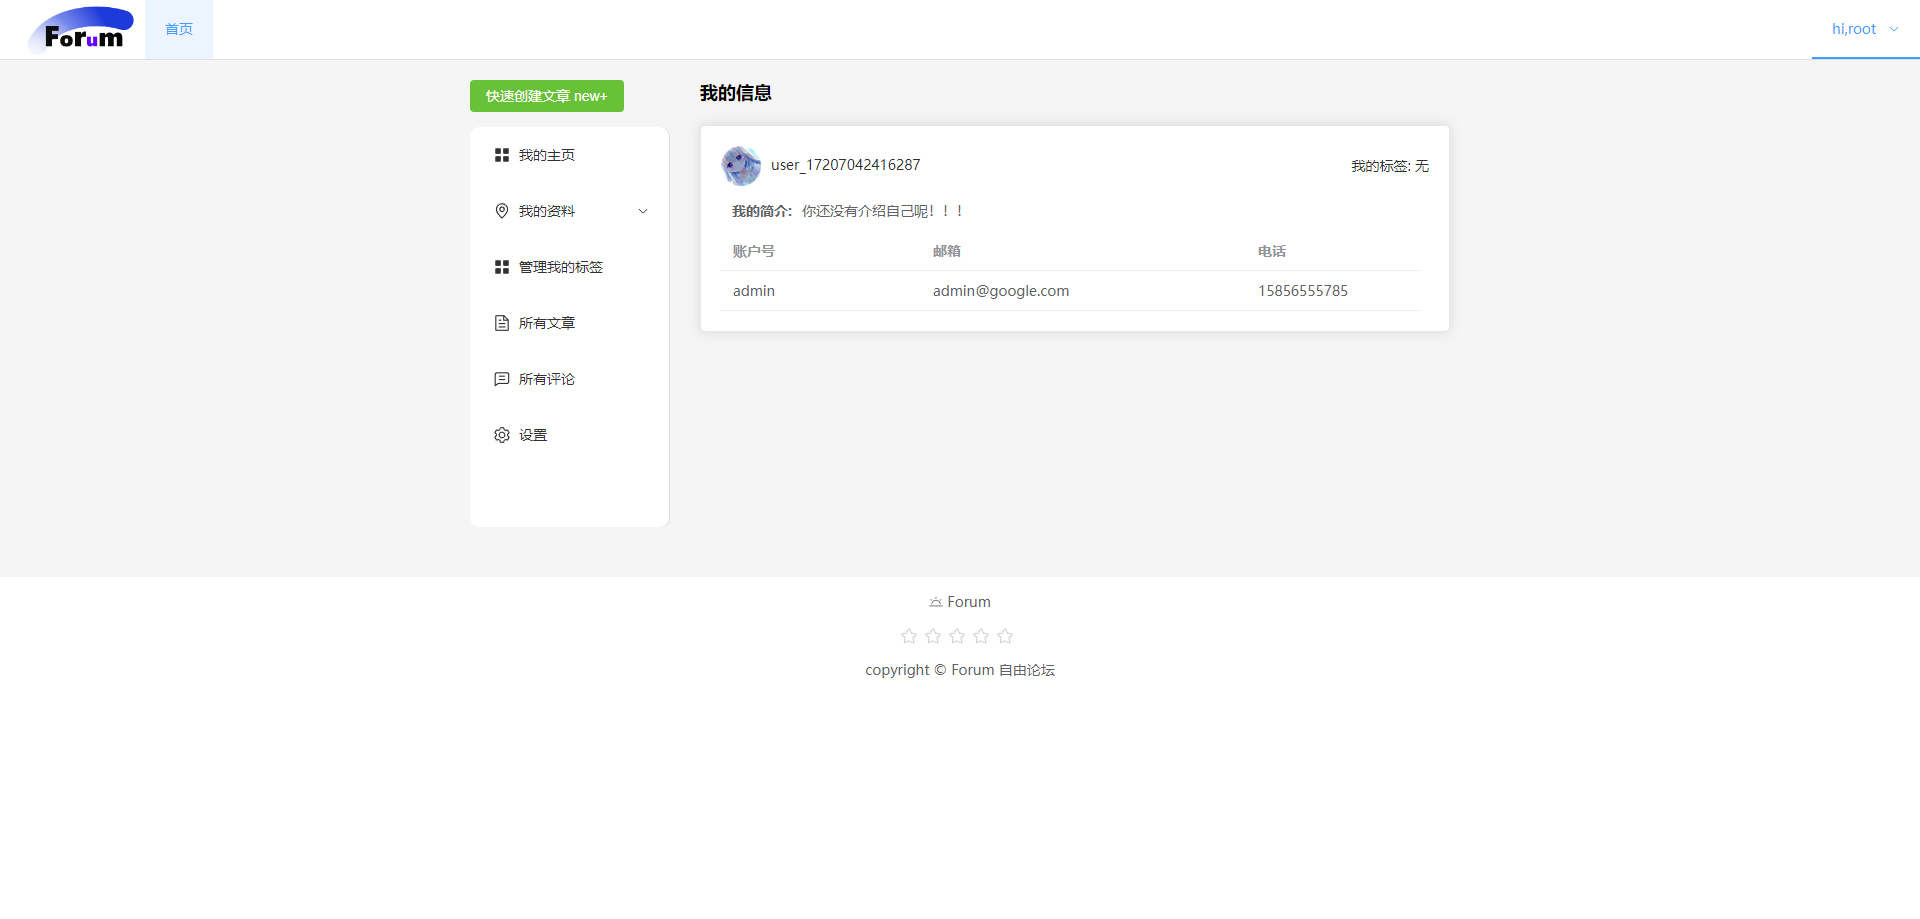 Forum
首页
hi,root
快速创建文章 new+
我的主页
我的资料
管理我的标签
所有文章
所有评论
设置
我的信息
user_17207042416287
我的标签: 无
我的简介：你还没有介绍自己呢！！！
账户号 邮箱 电话
admin admin@google.com 15856555785
Forum
copyright © Forum 自由论坛